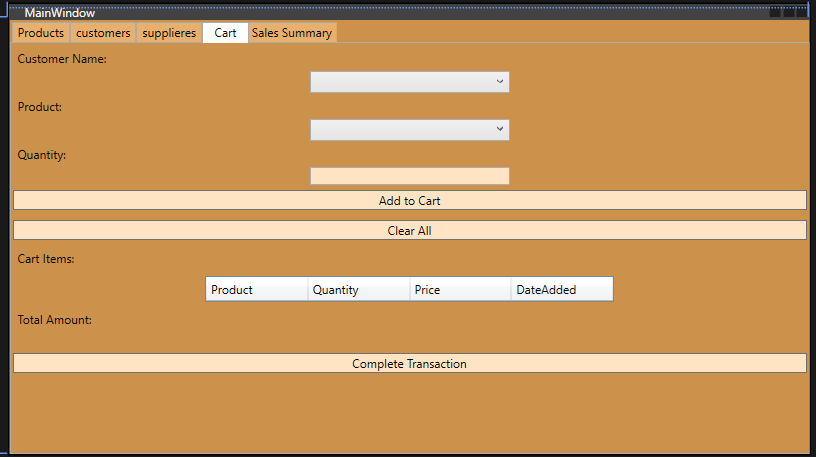 MainWindow
Products customers supplieres Cart Sales Summary
Customer Name:
Product:
Quantity:
Add to Cart
Clear All
Cart Items:
Product Quantity Price DateAdded
Total Amount:
Complete Transaction